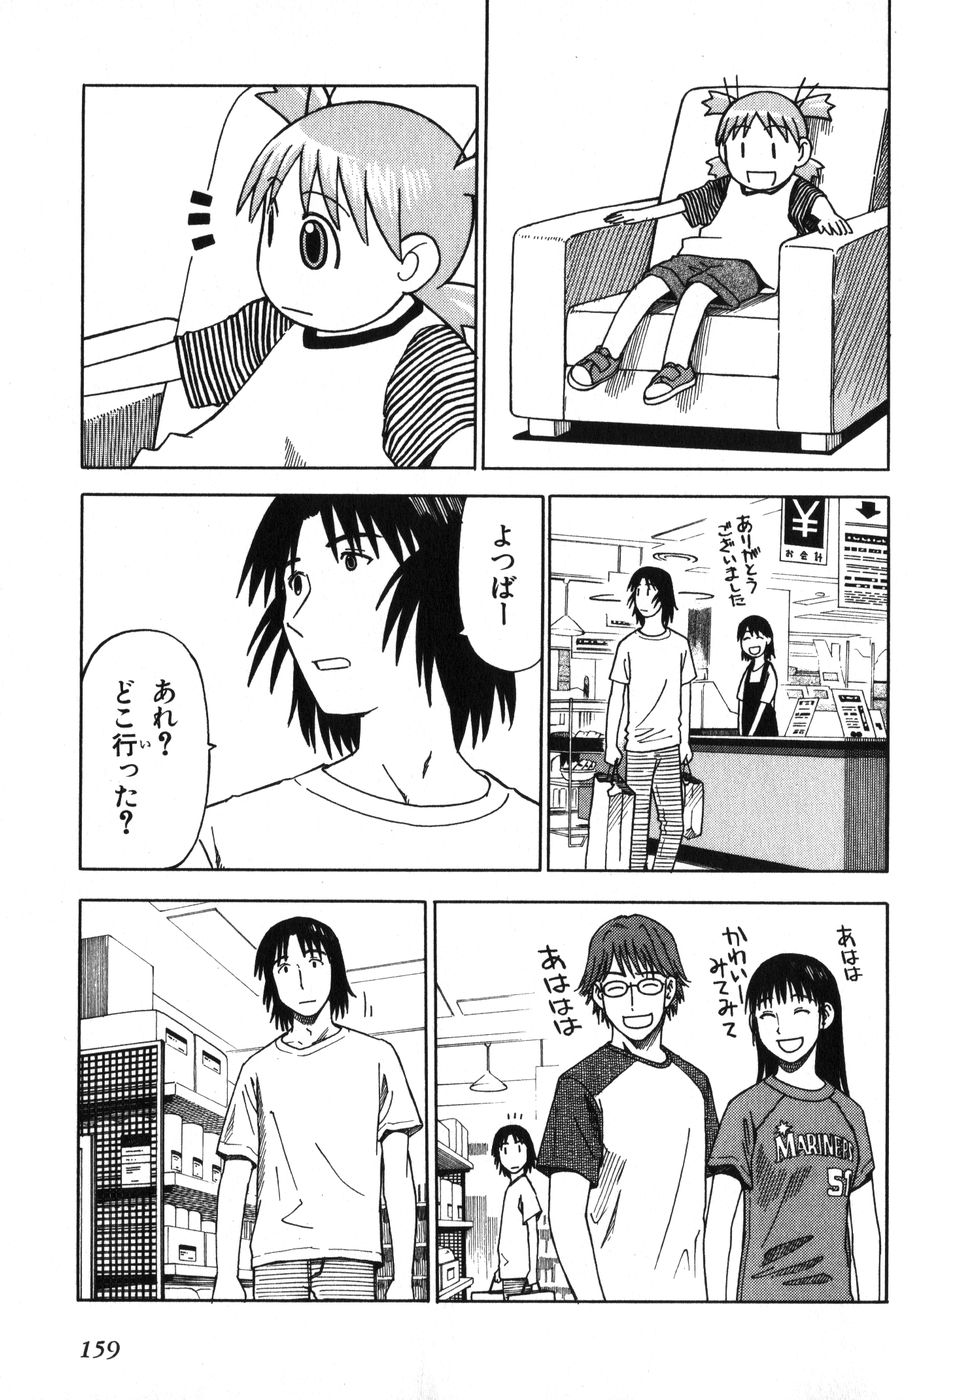 ¥
お会計
ありがとう
ございました
よつばー
あれ?
どこ行った?
い
あはは
かわいー
みてみて
MARINERS
51
あははは
159